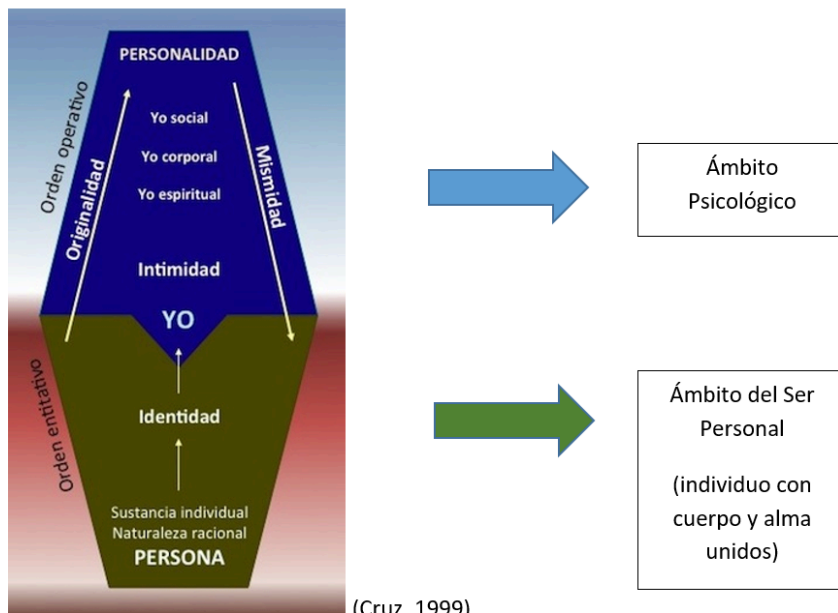 PERSONALIDAD
Orden operativo
Originalidad
Yo social
Yo corporal
Yo espiritual
Mismidad
Intimidad
YO
Orden entitativo
Identidad
Sustancia individual
Naturaleza racional
PERSONA
(Cruz, 1999)
Ámbito
Psicológico
Ámbito del Ser
Personal
(individuo con
cuerpo y alma
unidos)